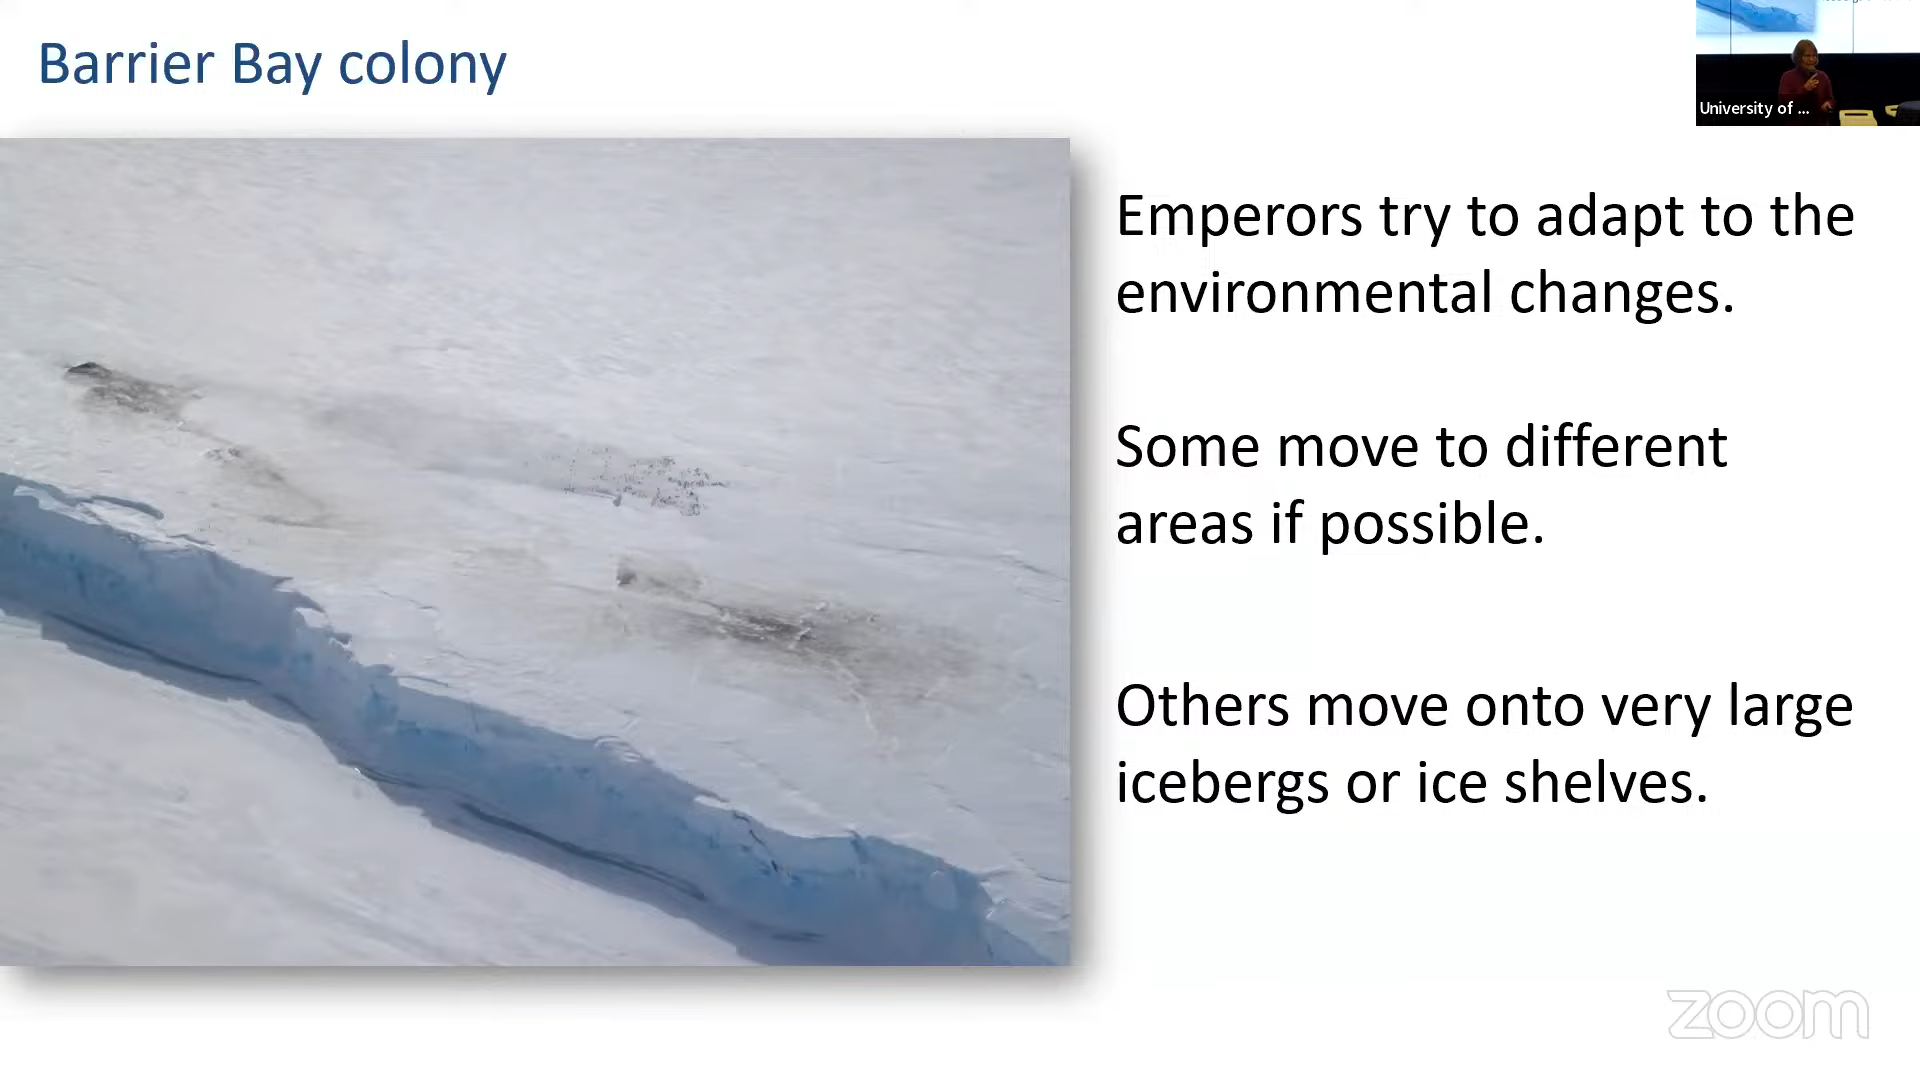 Barrier Bay colony
University of ...
Emperors try to adapt to the
environmental changes.
Some move to different
areas if possible.
Others move onto very large
icebergs or ice shelves.
zoom